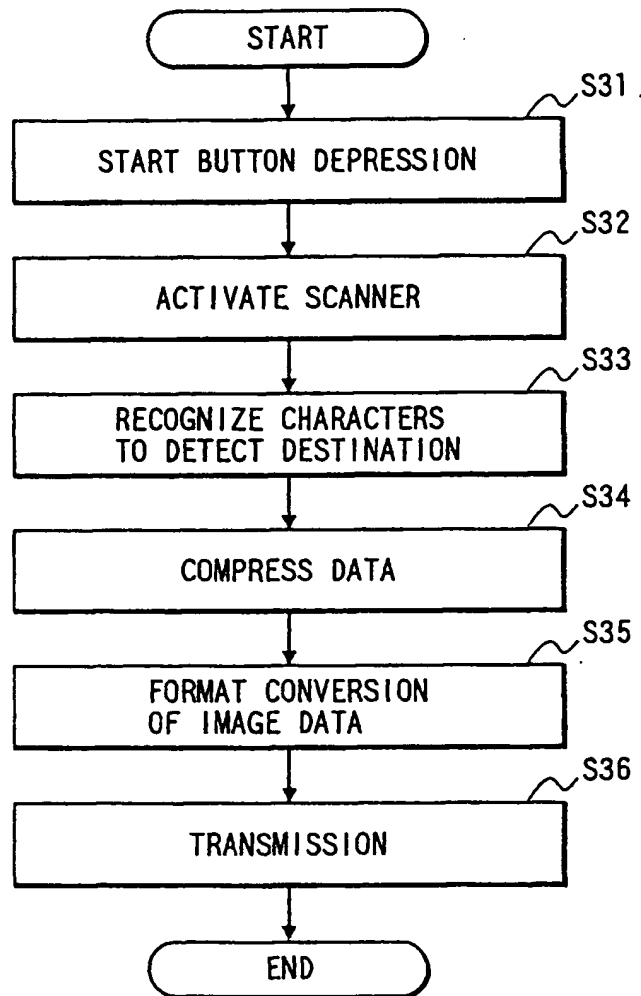 START
S31
START BUTTON DEPRESSION
S32
ACTIVATE SCANNER
S33
RECOGNIZE CHARACTERS
TO DETECT DESTINATION
S34
COMPRESS DATA
S35
FORMAT CONVERSION
OF IMAGE DATA
S36
TRANSMISSION
END